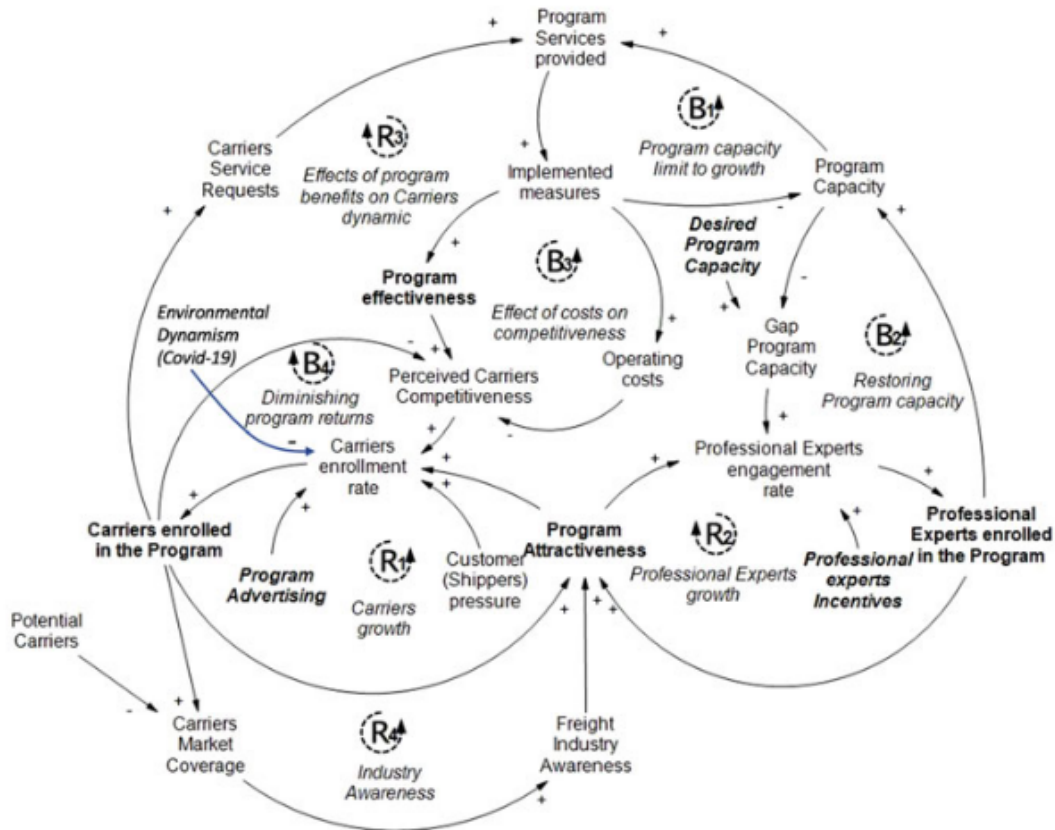 Program
Services
provided
Carriers
Service
Requests
R3
Effects of program
benefits on Carriers
dynamic
Implemented
measures
B1
Program capacity
limit to growth
Program
Capacity
Desired
Program
Capacity
Program
effectiveness
B3
Effect of costs on
competitiveness
Environmental
Dynamism
(Covid-19)
B4
Diminishing
program returns
Perceived Carriers
Competitiveness
Operating
costs
Gap
Program
Capacity
B2
Restoring
Program capacity
Carriers
enrollment
rate
Professional Experts
engagement
rate
Carriers enrolled
in the Program
Program
Advertising
R1
Carriers
growth
Customer
(Shippers)
pressure
Program
Attractiveness
R2
Professional Experts
growth
Professional
experts
Incentives
Professional
Experts enrolled
in the Program
Potential
Carriers
Carriers
Market
Coverage
R4
Industry
Awareness
Freight
Industry
Awareness